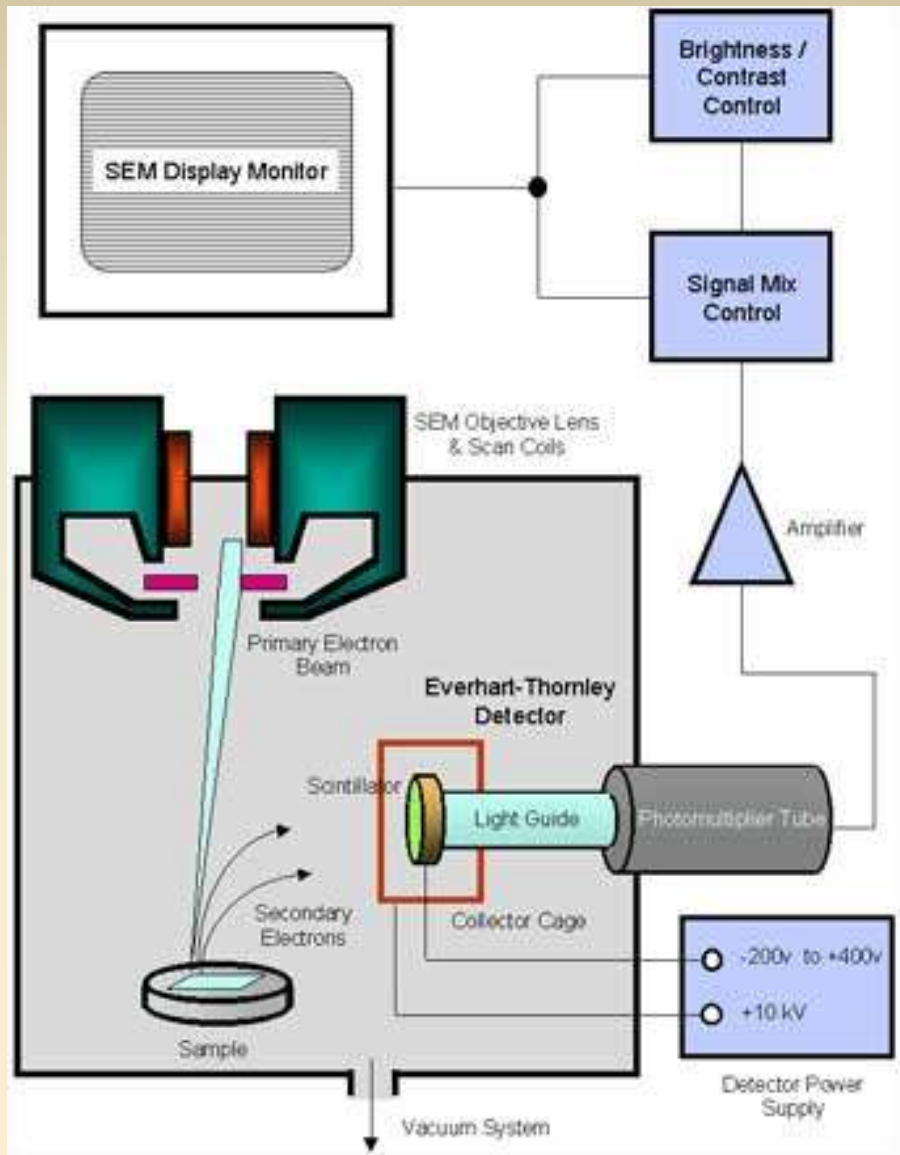 Brightness /
Contrast
Control
SEM Display Monitor
Signal Mix
Control
SEM Objective Lens
& Scan Coils
Amplifier
Primary Electron
Beam
Everhart-Thornley
Detector
Scintillator
Light Guide
Photomultiplier Tube
Secondary
Electrons
Collector Cage
-200v to +400v
+10 kV
Sample
Detector Power
Supply
Vacuum System